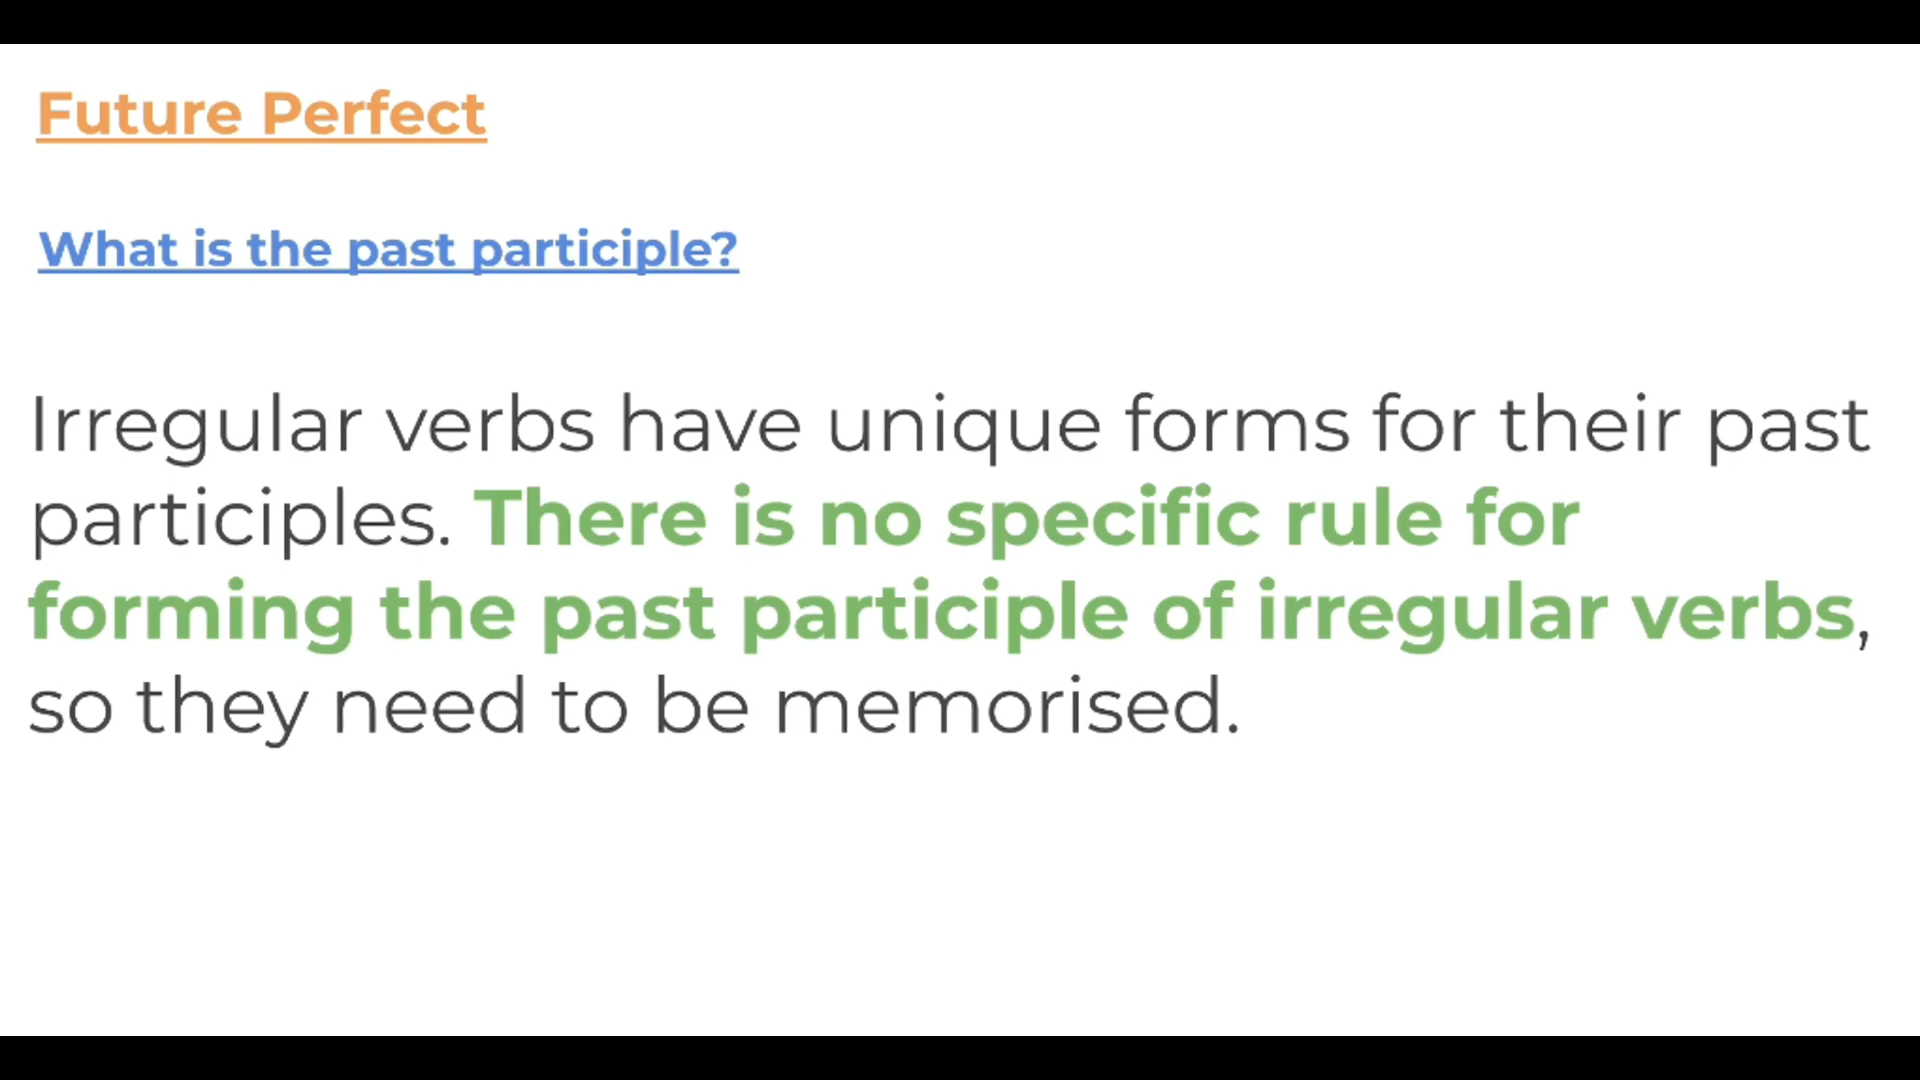 Future Perfect
What is the past participle?
Irregular verbs have unique forms for their past
participles. There is no specific rule for
forming the past participle of irregular verbs,
so they need to be memorised.